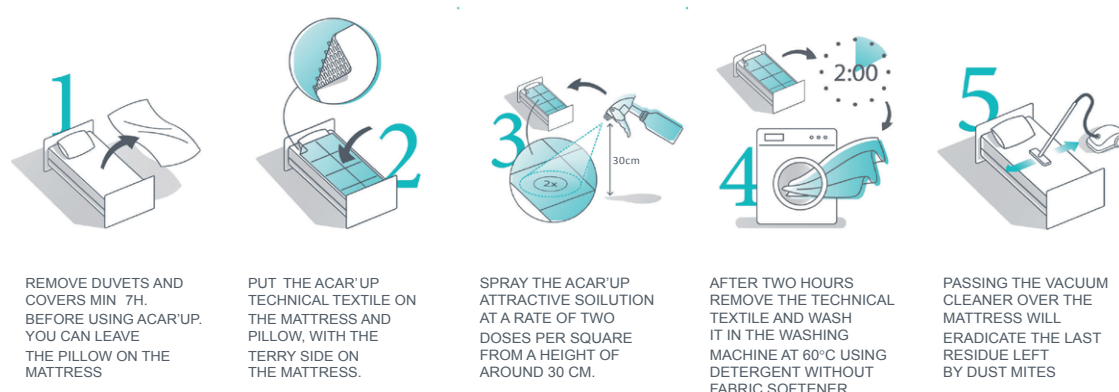 1
REMOVE DUVETS AND
COVERS MIN 7H.
BEFORE USING ACAR'UP.
YOU CAN LEAVE
THE PILLOW ON THE
MATTRESS
2
PUT THE ACAR'UP
TECHNICAL TEXTILE ON
THE MATTRESS AND
PILLOW, WITH THE
TERRY SIDE ON
THE MATTRESS.
3
30cm
2x
SPRAY THE ACAR'UP
ATTRACTIVE SOILUTION
AT A RATE OF TWO
DOSES PER SQUARE
FROM A HEIGHT OF
AROUND 30 CM.
2:00
4
AFTER TWO HOURS
REMOVE THE TECHNICAL
TEXTILE AND WASH
IT IN THE WASHING
MACHINE AT 60°C USING
DETERGENT WITHOUT
FABRIC SOFTENER
5
PASSING THE VACUUM
CLEANER OVER THE
MATTRESS WILL
ERADICATE THE LAST
RESIDUE LEFT
BY DUST MITES